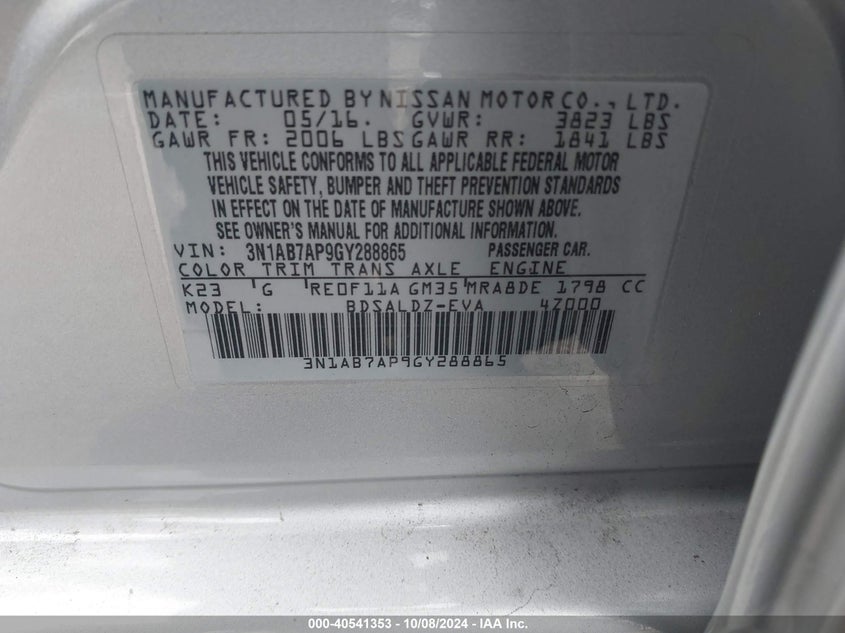 MANUFACTURED BY NISSAN MOTOR CO., LTD.
DATE: 05/16. GVWR: 3823 LBS
GAWR FR: 2006 LBS GAWR RR: 1841 LBS
THIS VEHICLE CONFORMS TO ALL APPLICABLE FEDERAL MOTOR
VEHICLE SAFETY, BUMPER AND THEFT PREVENTION STANDARDS
IN EFFECT ON THE DATE OF MANUFACTURE SHOWN ABOVE.
SEE OWNER'S MANUAL FOR ADDITIONAL INFORMATION.
VIN: 3N1AB7AP9GY288865 PASSENGER CAR.
COLOR TRIM TRANS AXLE ENGINE
K23 G RE0F11A GM35 MRA8DE 1798 CC
MODEL: BDSALDZ-EVA 4Z000
3N1AB7AP9GY288865
000-40541353 - 10/08/2024 - IAA Inc.